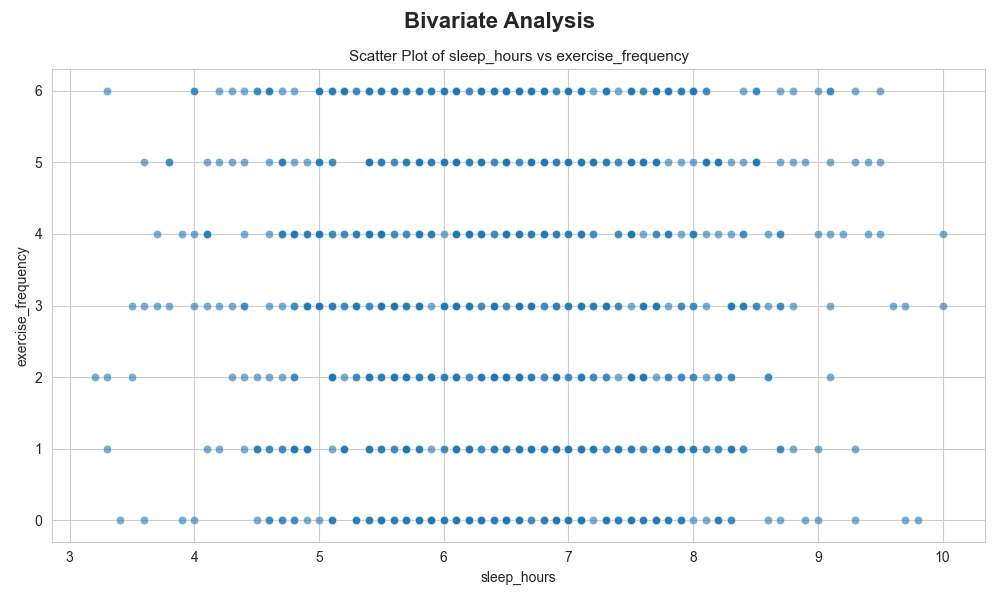 Bivariate Analysis
Scatter Plot of sleep_hours vs exercise_frequency
exercise_frequency
6
5
4
3
2
1
0
3 4 5 6 7 8 9 10
sleep_hours